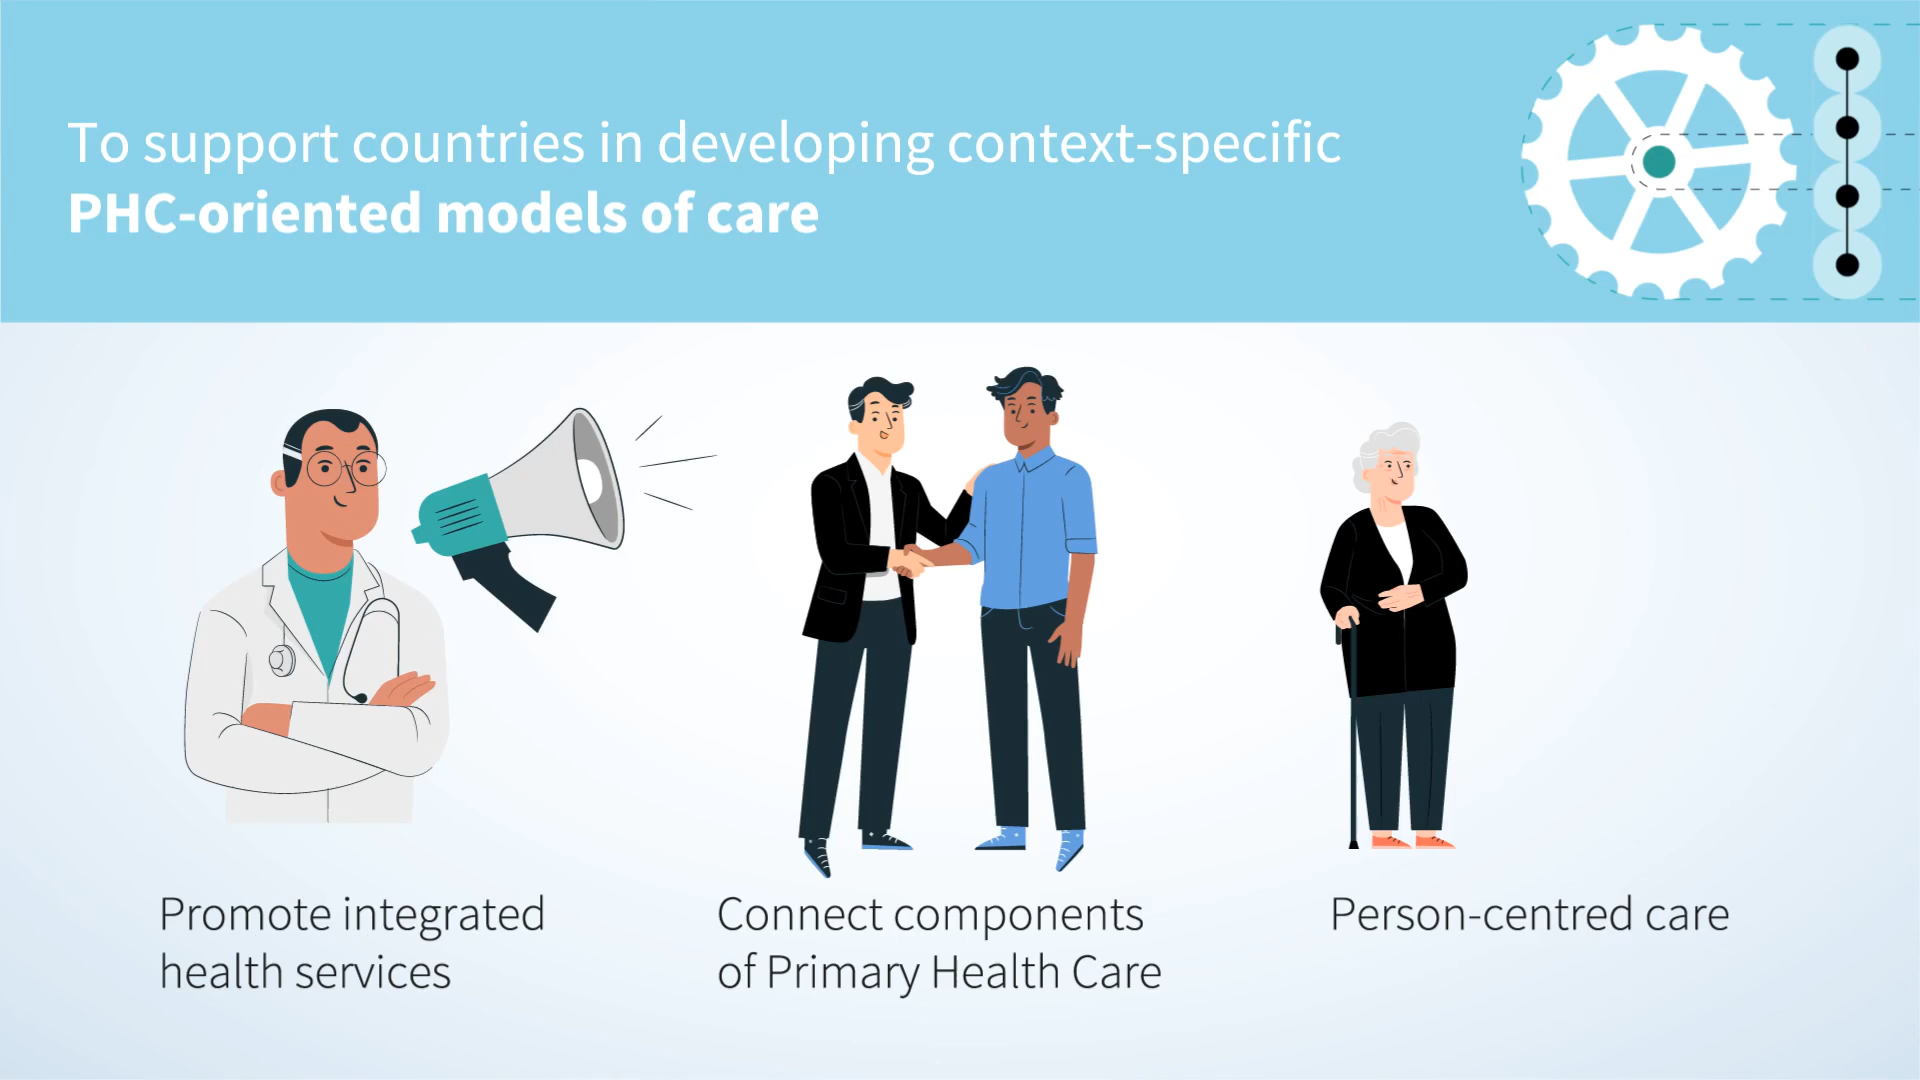 To support countries in developing context-specific
PHC-oriented models of care
Promote integrated
health services
Connect components
of Primary Health Care
Person-centred care